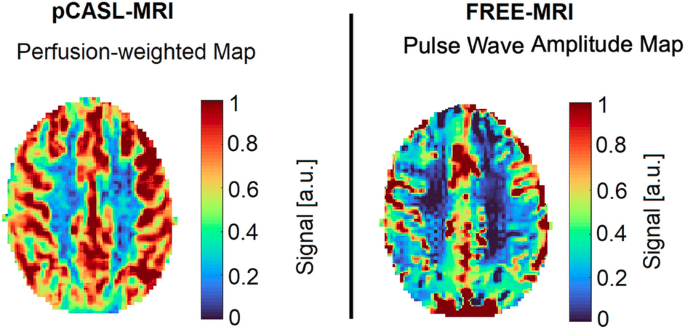 pCASL-MRI
Perfusion-weighted Map
1
0.8
0.6
0.4
0.2
0
Signal [a.u.]
FREE-MRI
Pulse Wave Amplitude Map
1
0.8
0.6
0.4
0.2
0
Signal [a.u.]